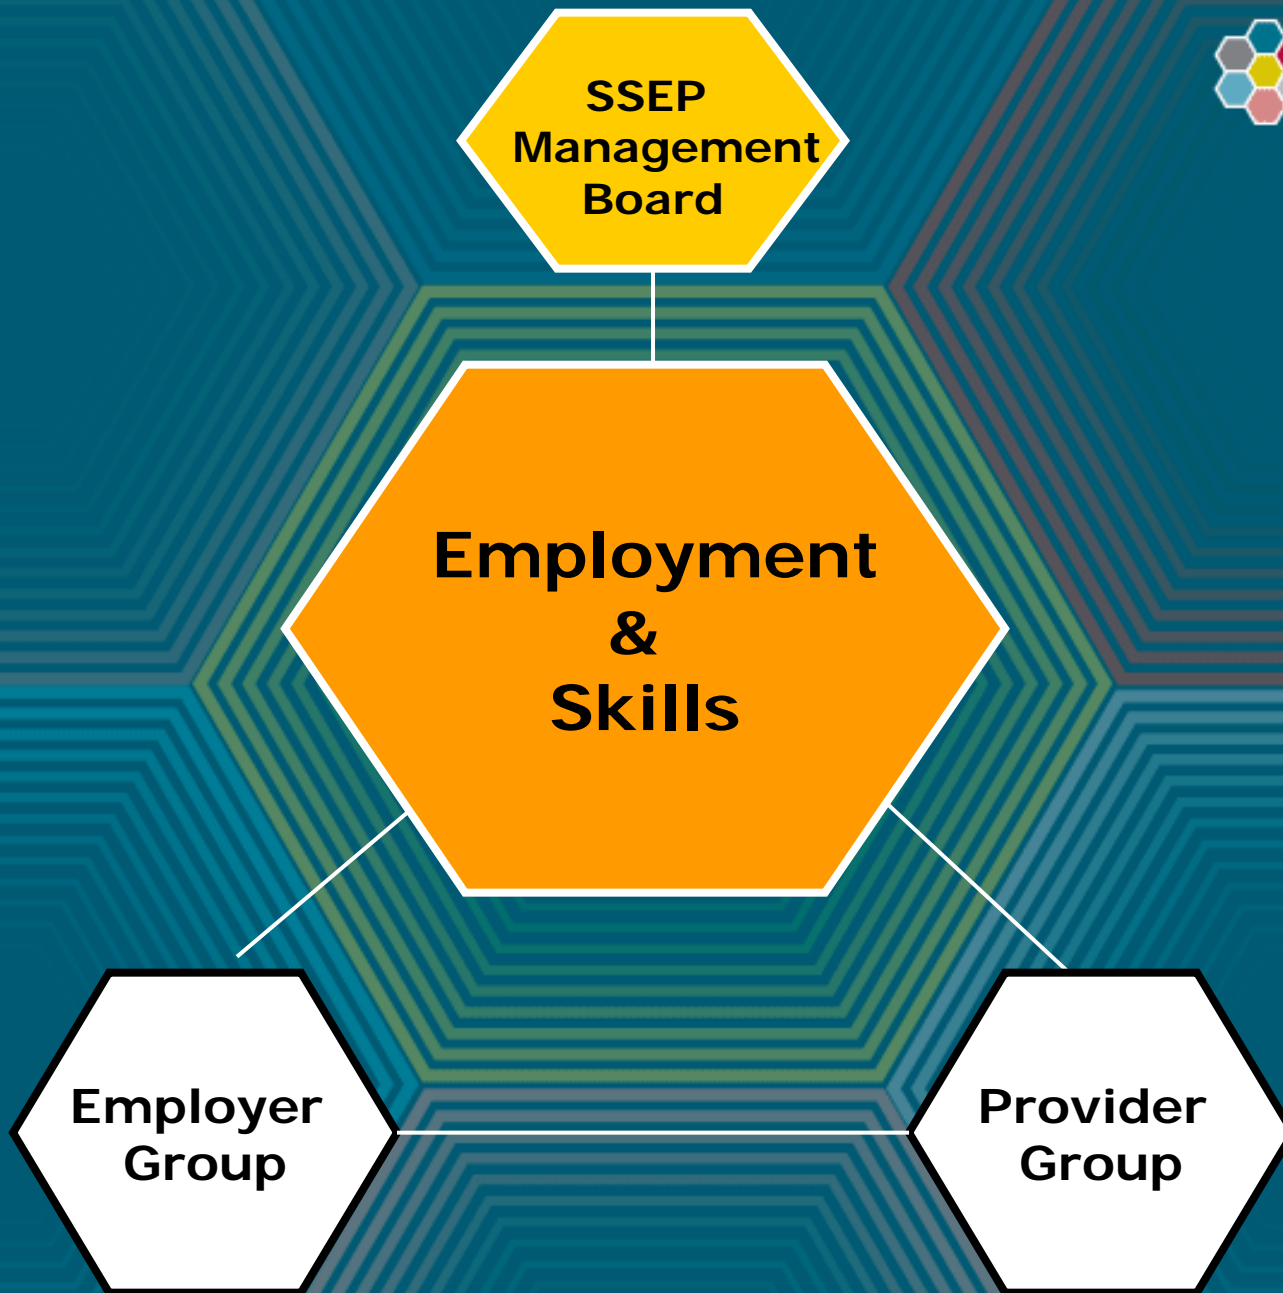 SSEP
Management
Board
Employment
&
Skills
Employer
Group
Provider
Group